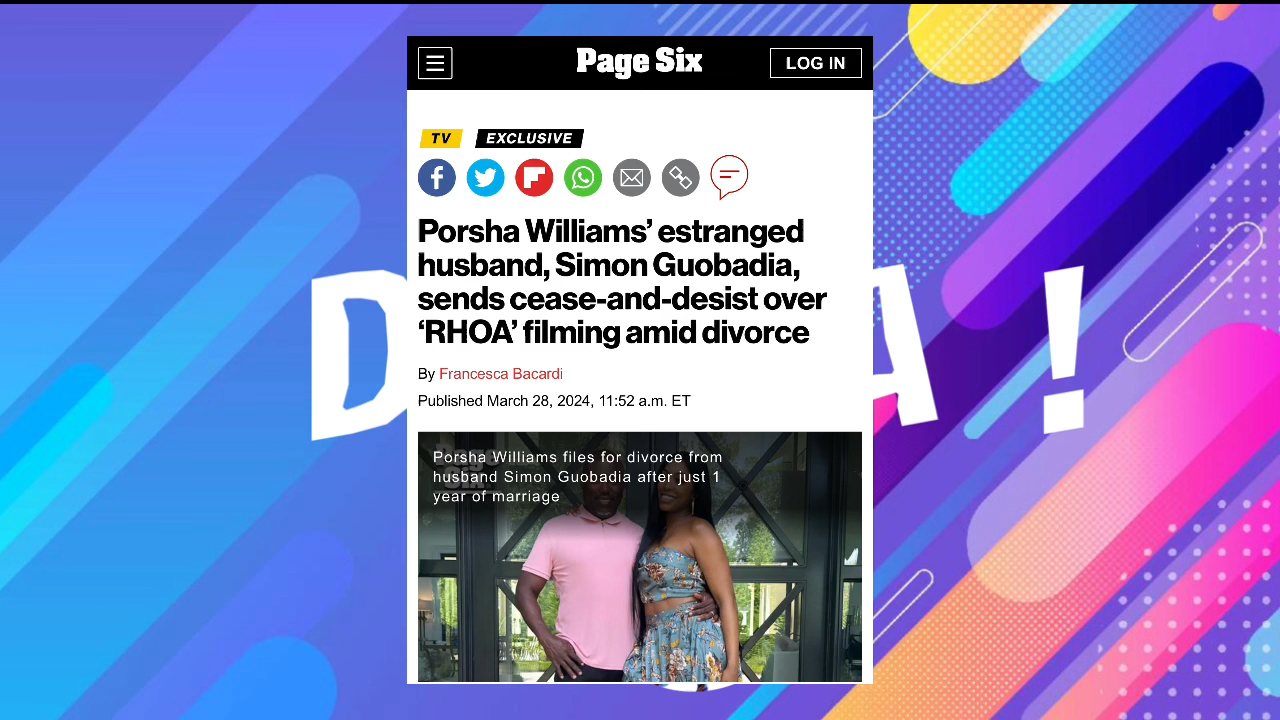 Page Six
LOG IN
TV EXCLUSIVE
Porsha Williams’ estranged
husband, Simon Guobadia,
sends cease-and-desist over
‘RHOA’ filming amid divorce
By Francesca Bacardi
Published March 28, 2024, 11:52 a.m. ET
D A!
Porsha Williams files for divorce from
husband Simon Guobadia after just 1
year of marriage